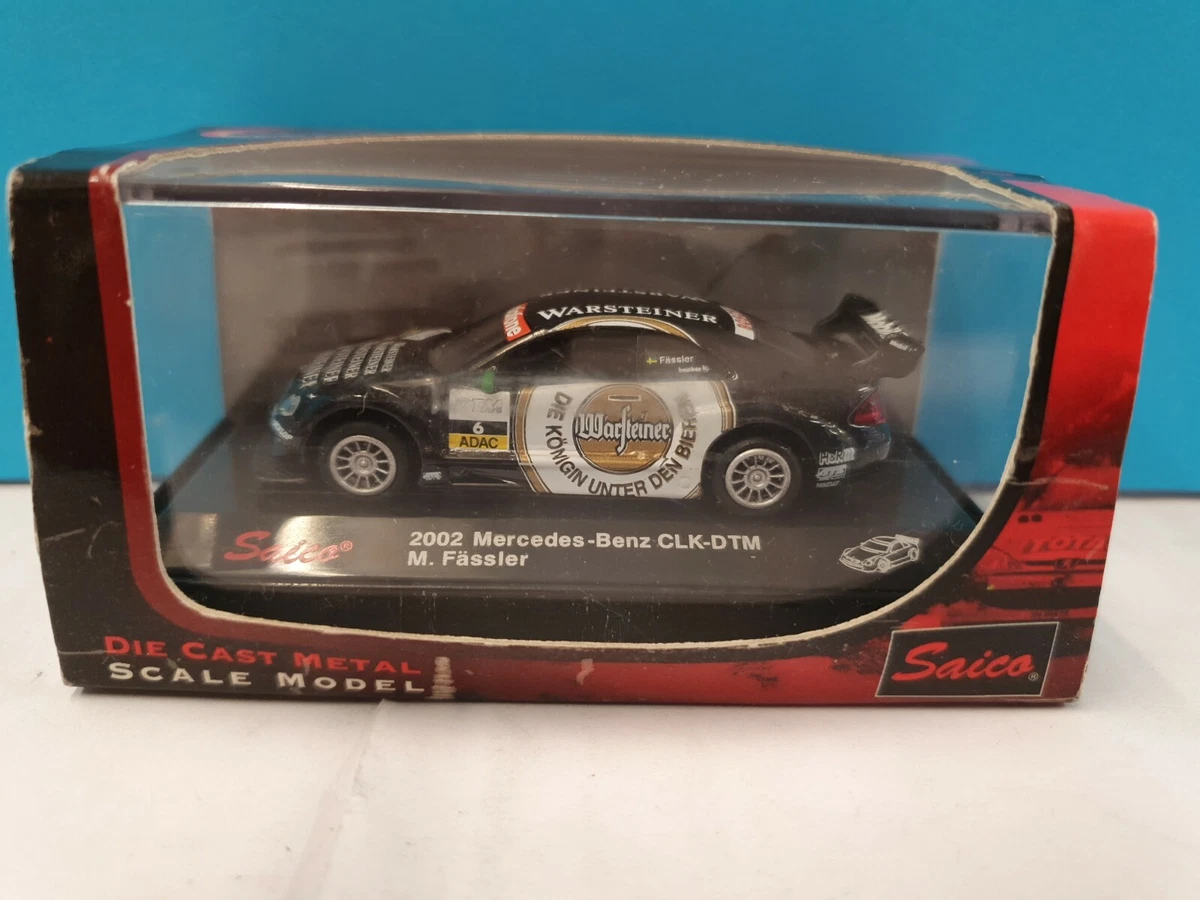 WARSTEINER
Fässler
6
ADAC
Warsteiner
DIE KÖNIGIN UNTER DEN BIEREN
H&R
Saico®
2002 Mercedes-Benz CLK-DTM
M. Fässler
DIE CAST METAL
SCALE MODEL
Saico®